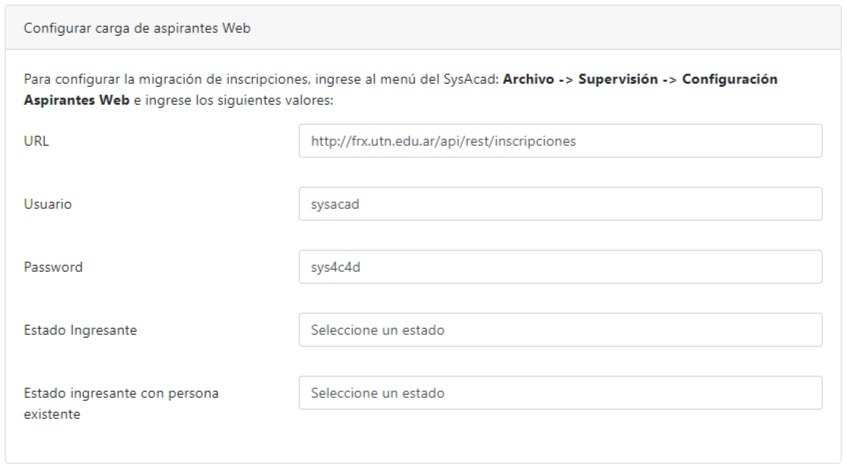 Configurar carga de aspirantes Web
Para configurar la migración de inscripciones, ingrese al menú del SysAcad: Archivo -> Supervisión -> Configuración
Aspirantes Web e ingrese los siguientes valores:
URL
http://frx.utn.edu.ar/api/rest/inscripciones
Usuario
sysacad
Password
sys4c4d
Estado Ingresante
Seleccione un estado
Estado ingresante con persona
existente
Seleccione un estado